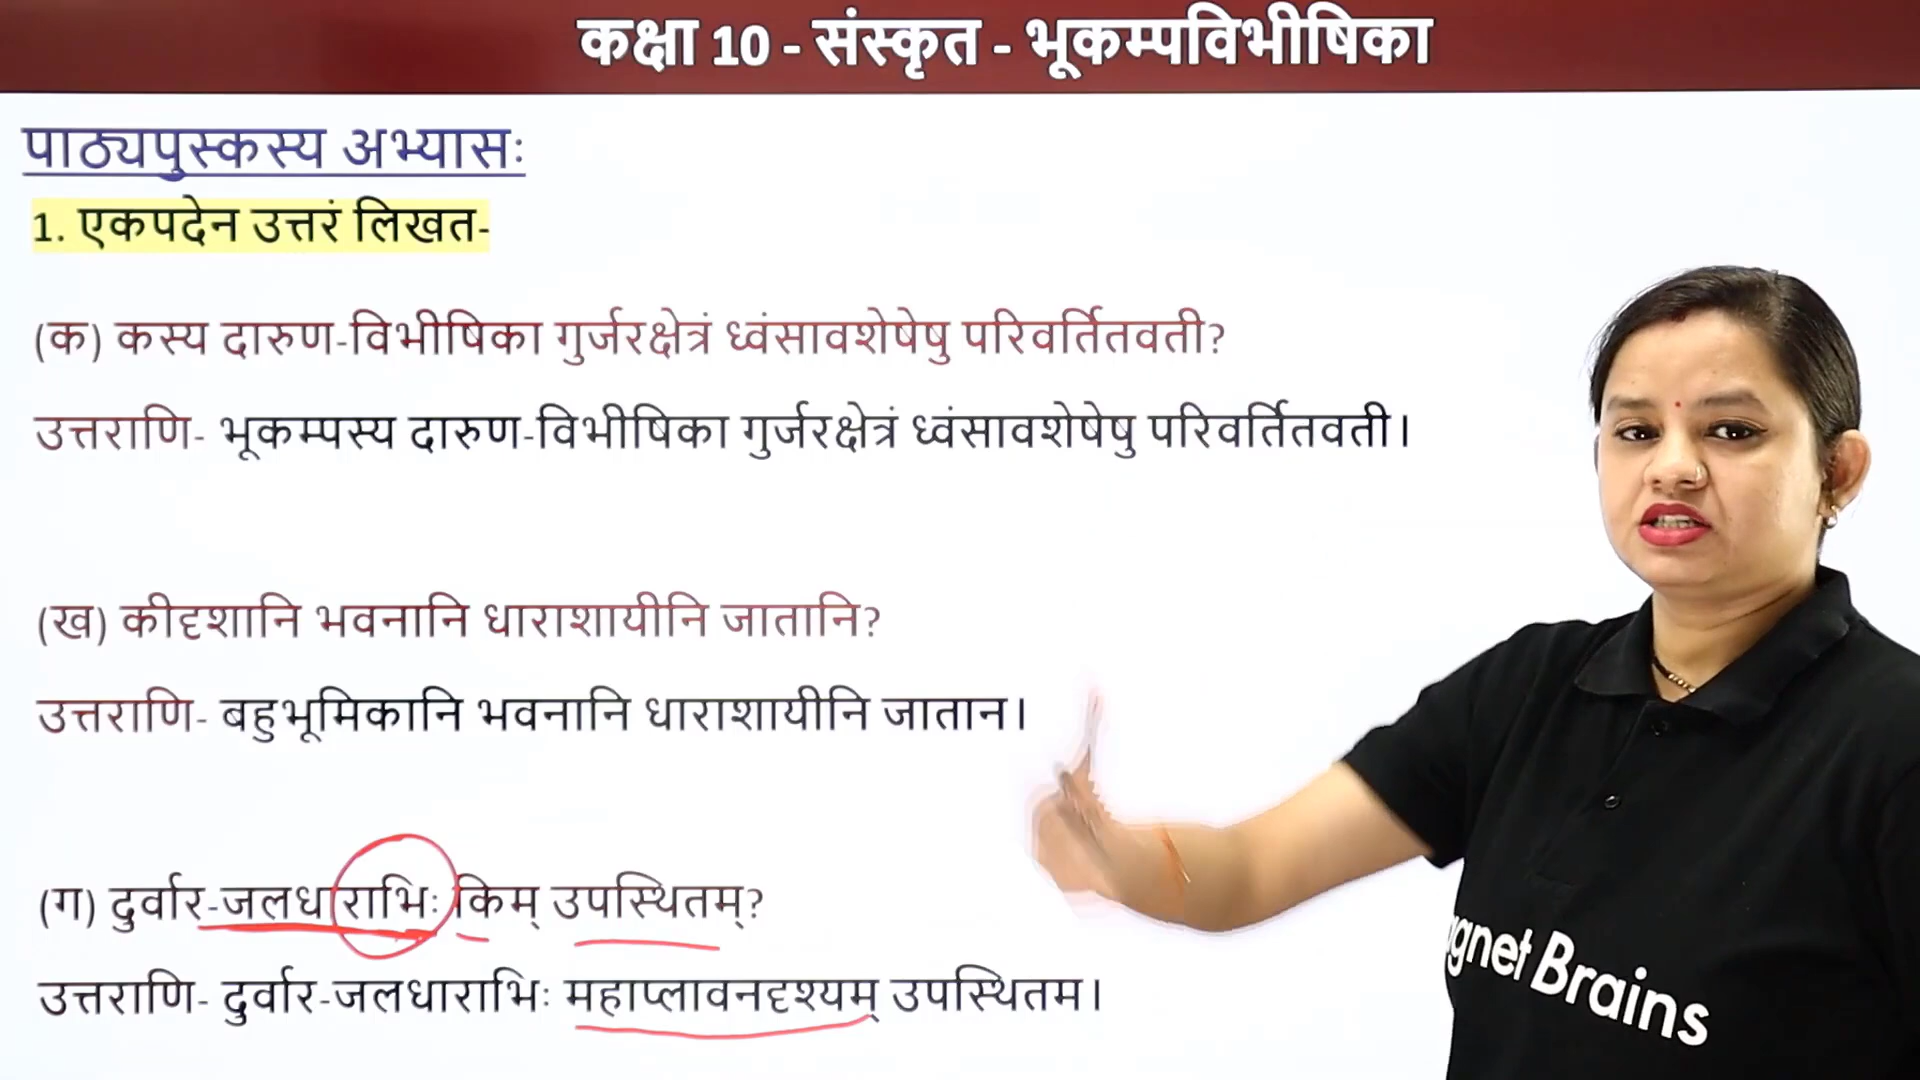 कक्षा 10 - संस्कृत - भूकम्पविभीषिका
पाठ्यपुस्कस्य अभ्यासः
1. एकपदेन उत्तरं लिखत-
(क) कस्य दारुण-विभीषिका गुर्जरक्षेत्रं ध्वंसावशेषेषु परिवर्तितवती?
उत्तराणि- भूकम्पस्य दारुण-विभीषिका गुर्जरक्षेत्रं ध्वंसावशेषेषु परिवर्तितवती।
(ख) कीदृशानि भवनानि धाराशायीनि जातानि?
उत्तराणि- बहुभूमिकानि भवनानि धाराशायीनि जातान।
(ग) दुर्वार-जलधाराभिः किम् उपस्थितम्?
उत्तराणि- दुर्वार-जलधाराभिः महाप्लावनदृश्यम् उपस्थितम।
Brains